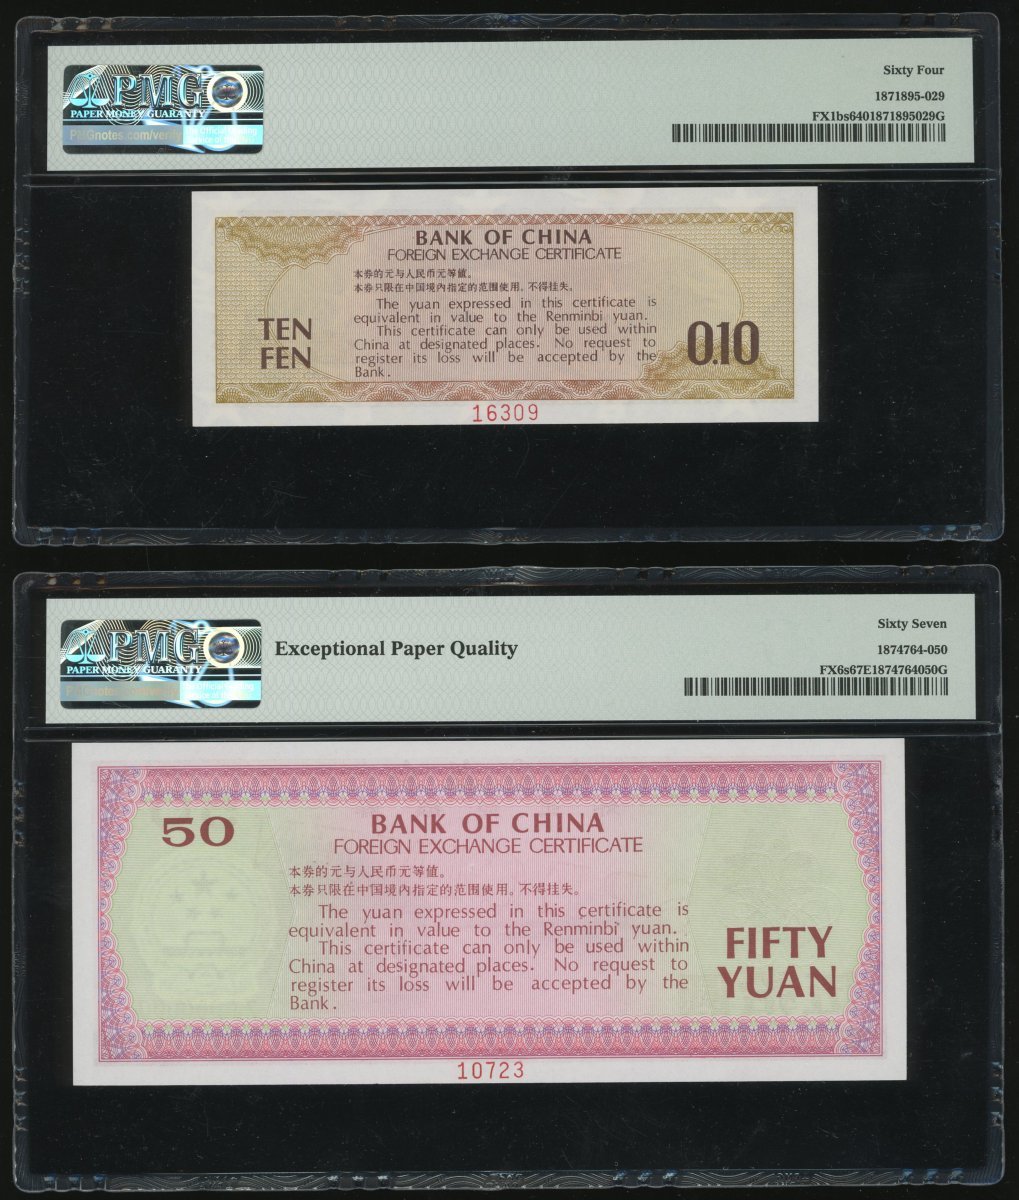 PMG
PAPER MONEY GUARANTY
PMGnotes.com/verify
Sixty Four
1871895-029
FX1bs6401871895029G
BANK OF CHINA
FOREIGN EXCHANGE CERTIFICATE
本券的元与人民币元等值。
本券只限在中国境内指定的范围使用。不得挂失。
The yuan expressed in this certificate is
equivalent in value to the Renminbi yuan.
This certificate can only be used within
China at designated places. No request to
register its loss will be accepted by the
Bank.
TEN
FEN
0.10
16309
PMG
PAPER MONEY GUARANTY
PMGnotes.com/verify
Exceptional Paper Quality
Sixty Seven
1874764-050
FX6s67E1874764050G
50
BANK OF CHINA
FOREIGN EXCHANGE CERTIFICATE
本券的元与人民币元等值。
本券只限在中国境内指定的范围使用。不得挂失。
The yuan expressed in this certificate is
equivalent in value to the Renminbi yuan.
This certificate can only be used within
China at designated places. No request to
register its loss will be accepted by the
Bank.
FIFTY
YUAN
10723